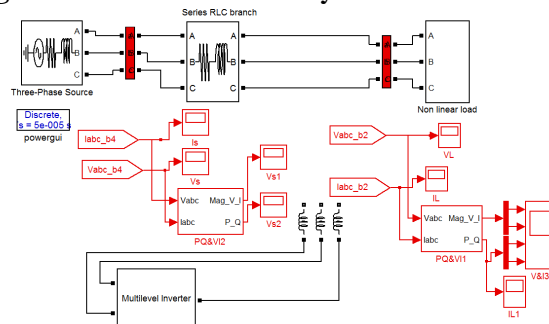 Series RLC branch
A
B
C
A
B
C
A
B
C
A
B
C
A
B
C
A
B
C
Three-Phase Source
Non linear load
Discrete,
s = 5e-005 s
powergui
Iabc_b4
Is
Vabc_b4
Vs
Vabc
Iabc
Mag_V_I
P_Q
PQ&VI2
Vs1
Vs2
Vabc_b2
VL
Iabc_b2
IL
Vabc
Iabc
Mag_V_I
P_Q
PQ&VI1
V&I3
IL1
Multilevel Inverter